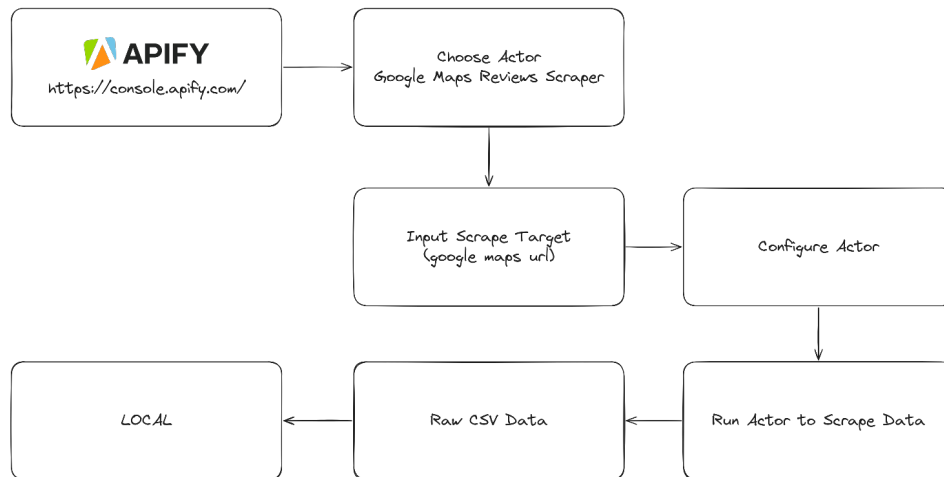 APIFY
https://console.apify.com/
Choose Actor
Google Maps Reviews Scraper
Input Scrape Target
(google maps url)
Configure Actor
LOCAL
Raw CSV Data
Run Actor to Scrape Data